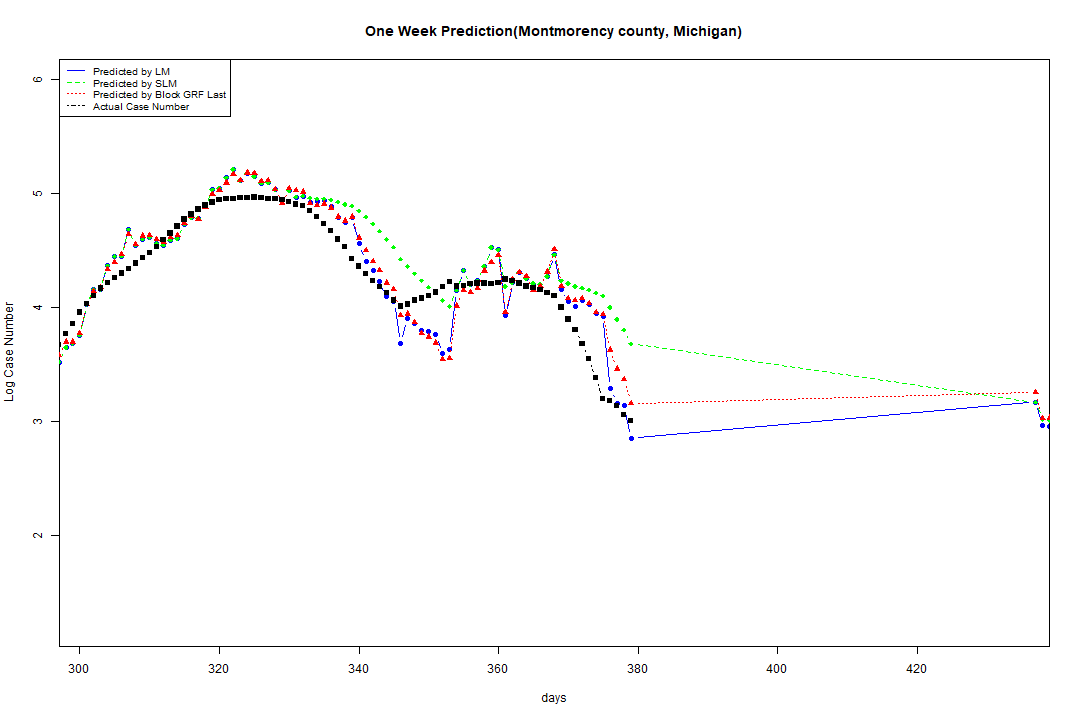 One Week Prediction(Montmorency county, Michigan)
Predicted by LM
Predicted by SLM
Predicted by Block GRF Last
Actual Case Number
Log Case Number
6
5
4
3
2
300 320 340 360 380 400 420
days